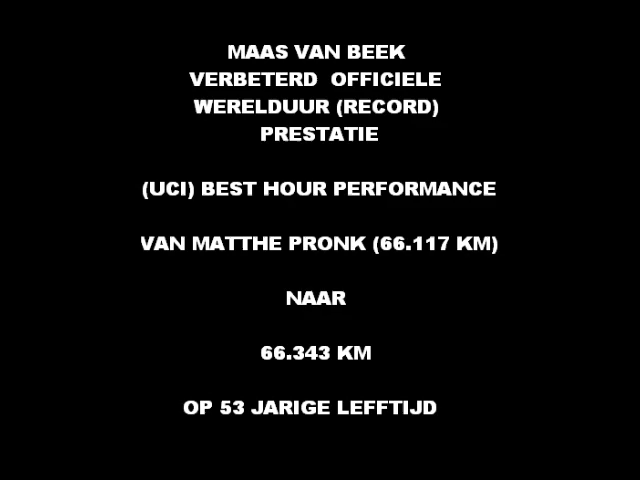 MAAS VAN BEEK
VERBETERD OFFICIELE
WERELDUUR (RECORD)
PRESTATIE
(UCI) BEST HOUR PERFORMANCE
VAN MATTHE PRONK (66.117 KM)
NAAR
66.343 KM
OP 53 JARIGE LEFFTIJD